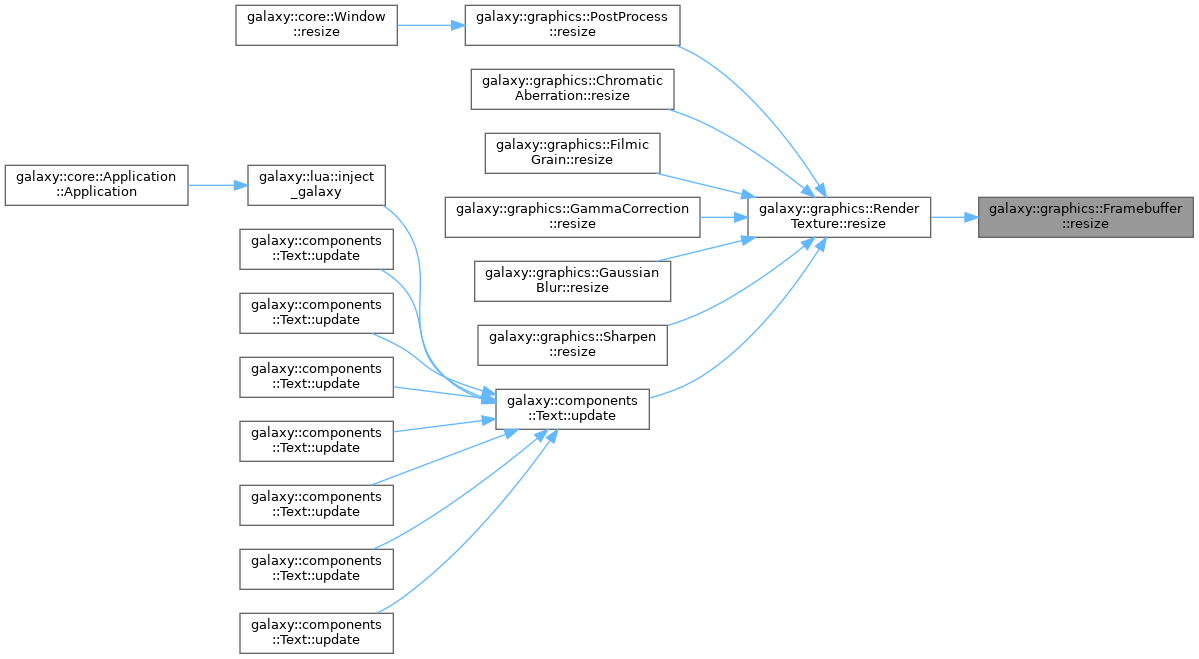 galaxy::core::Window
::resize
galaxy::graphics::PostProcess
::resize
galaxy::graphics::Chromatic
Aberration::resize
galaxy::graphics::Filmic
Grain::resize
galaxy::core::Application
::Application
galaxy::lua::inject
_galaxy
galaxy::graphics::GammaCorrection
::resize
galaxy::graphics::Render
Texture::resize
galaxy::graphics::Framebuffer
::resize
galaxy::components
::Text::update
galaxy::graphics::Gaussian
Blur::resize
galaxy::components
::Text::update
galaxy::graphics::Sharpen
::resize
galaxy::components
::Text::update
galaxy::components
::Text::update
galaxy::components
::Text::update
galaxy::components
::Text::update
galaxy::components
::Text::update
galaxy::components
::Text::update